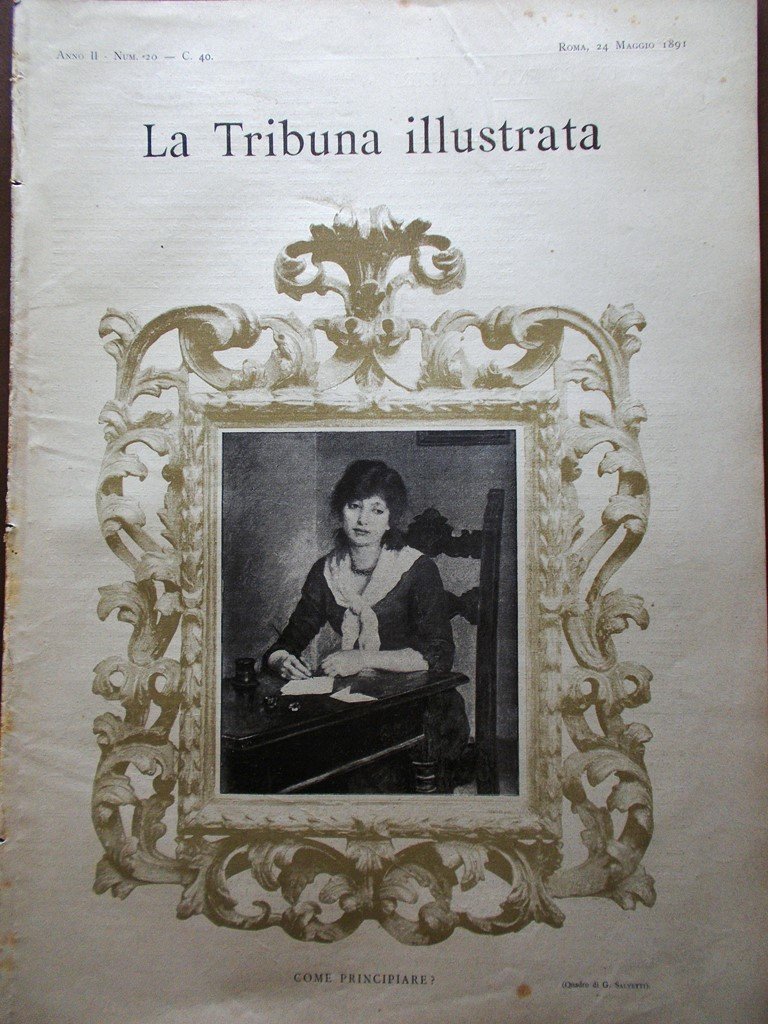 Anno II - Num. 20 — C. 40.
Roma, 24 Maggio 1891
La Tribuna illustrata
COME PRINCIPIARE?
(Quadro di G. Salvetti).